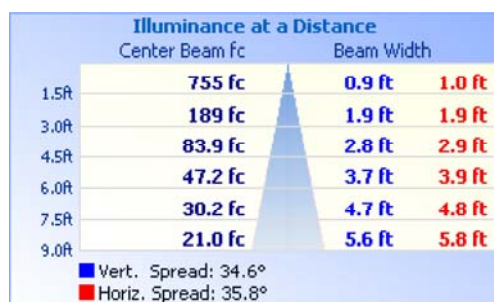 Illuminance at a Distance
Center Beam fc Beam Width
755 fc 0.9 ft 1.0 ft
1.5ft
189 fc 1.9 ft 1.9 ft
3.0ft
83.9 fc 2.8 ft 2.9 ft
4.5ft
47.2 fc 3.7 ft 3.9 ft
6.0ft
30.2 fc 4.7 ft 4.8 ft
7.5ft
21.0 fc 5.6 ft 5.8 ft
9.0ft
Vert. Spread: 34.6°
Horiz. Spread: 35.8°